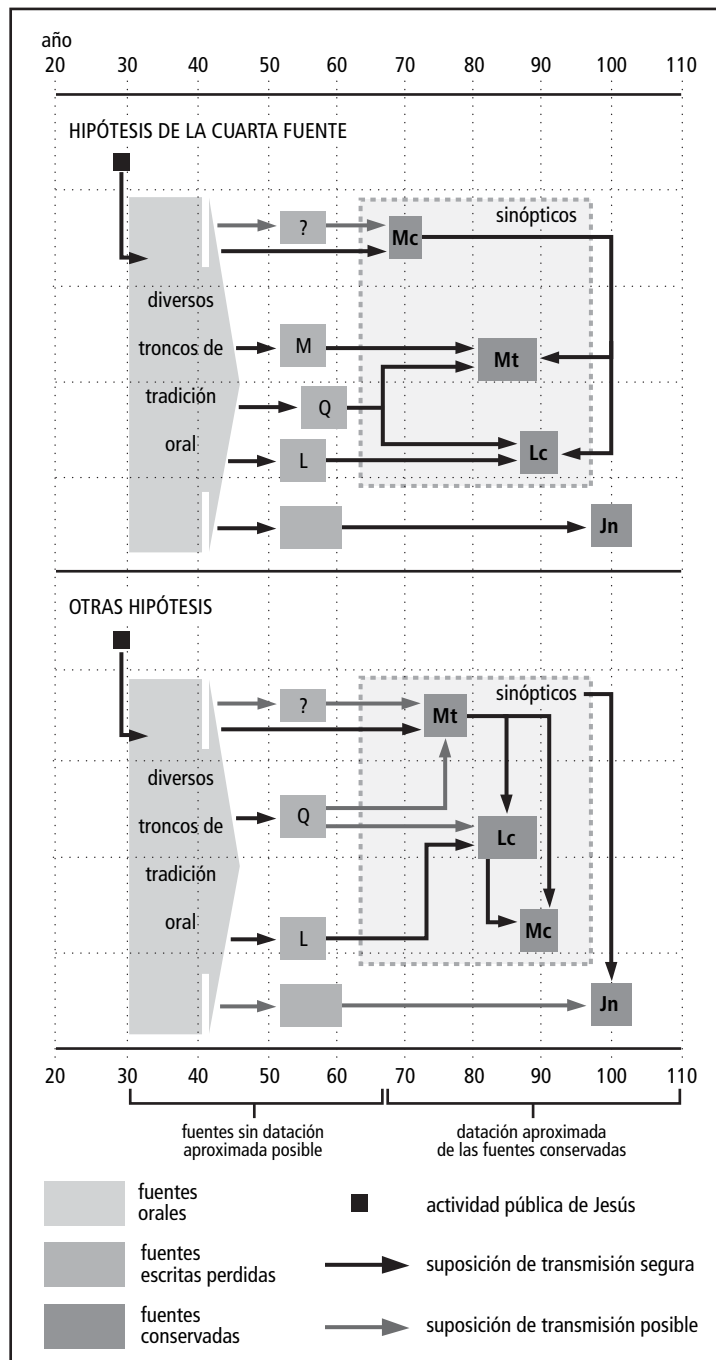 año
20 30 40 50 60 70 80 90 100 110
HIPÓTESIS DE LA CUARTA FUENTE
sinópticos
?
Mc
diversos
troncos de
tradición
oral
M
Mt
Q
L
Lc
Jn
OTRAS HIPÓTESIS
sinópticos
?
Mt
diversos
troncos de
tradición
oral
Q
Lc
L
Mc
Jn
20 30 40 50 60 70 80 90 100 110
fuentes sin datación
aproximada posible
datación aproximada
de las fuentes conservadas
fuentes
orales
actividad pública de Jesús
fuentes
escritas perdidas
suposición de transmisión segura
fuentes
conservadas
suposición de transmisión posible